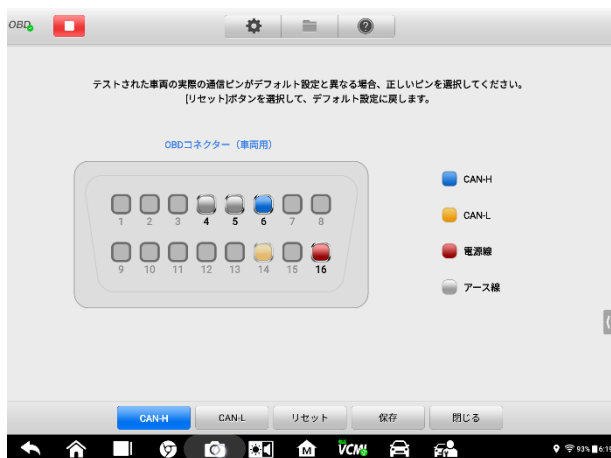 OBD
テストされた車両の実際の通信ピンがデフォルト設定と異なる場合、正しいピンを選択してください。
[リセット]ボタンを選択して、デフォルト設定に戻します。
OBDコネクター（車両用）
1 2 3 4 5 6 7 8
9 10 11 12 13 14 15 16
CAN-H
CAN-L
電源線
アース線
CAN-H CAN-L リセット 保存 閉じる
M VCMI 93%